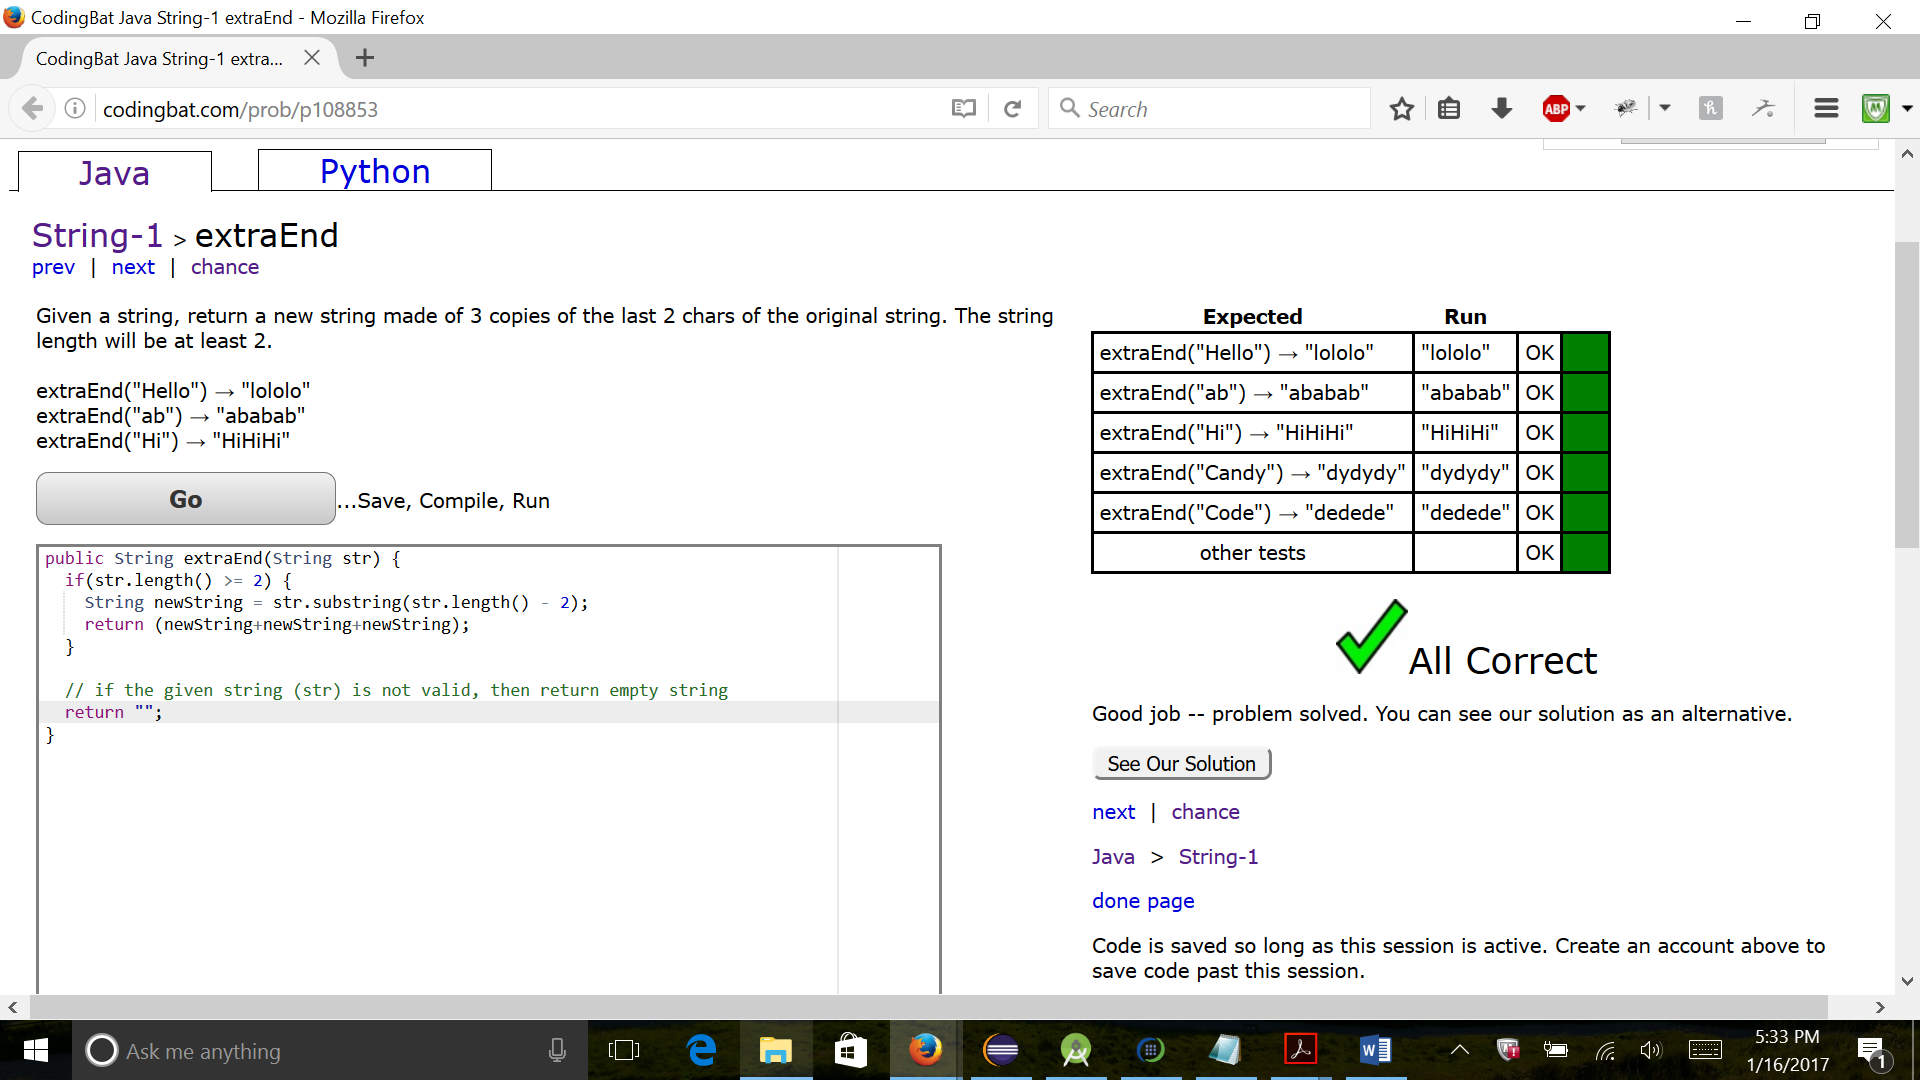 CodingBat Java String-1 extraEnd - Mozilla Firefox
CodingBat Java String-1 extra...
codingbat.com/prob/p108853
Search
ABP
h
M
Java
Python
String-1 > extraEnd
prev | next | chance
Given a string, return a new string made of 3 copies of the last 2 chars of the original string. The string
length will be at least 2.
extraEnd("Hello") → "lololo"
extraEnd("ab") → "ababab"
extraEnd("Hi") → "HiHiHi"
Go
...Save, Compile, Run
public String extraEnd(String str) {
  if(str.length() >= 2) {
    String newString = str.substring(str.length() - 2);
    return (newString+newString+newString);
  }
  // if the given string (str) is not valid, then return empty string
  return "";
}
Expected Run
extraEnd("Hello") → "lololo" "lololo" OK
extraEnd("ab") → "ababab" "ababab" OK
extraEnd("Hi") → "HiHiHi" "HiHiHi" OK
extraEnd("Candy") → "dydydy" "dydydy" OK
extraEnd("Code") → "dedede" "dedede" OK
other tests OK
All Correct
Good job -- problem solved. You can see our solution as an alternative.
See Our Solution
next | chance
Java > String-1
done page
Code is saved so long as this session is active. Create an account above to
save code past this session.
Ask me anything
5:33 PM
1/16/2017
1